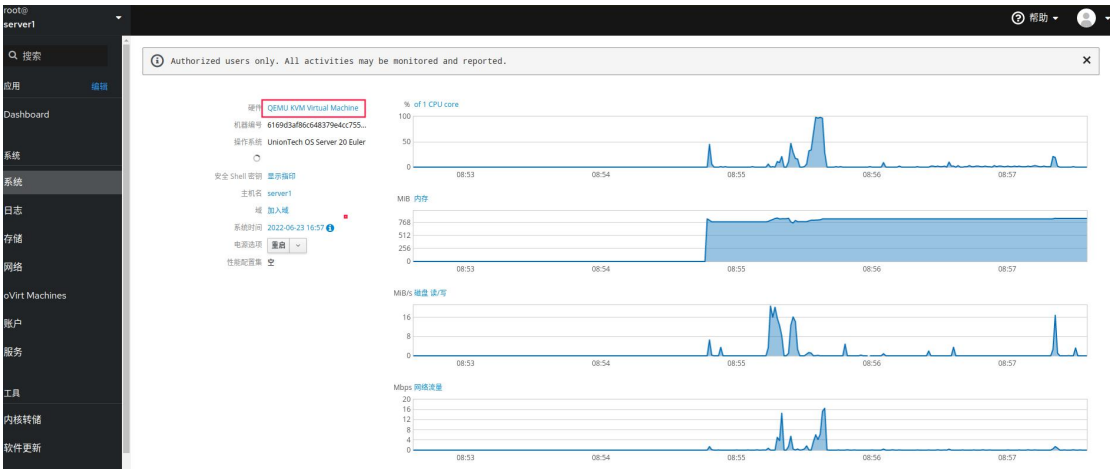 root@
server1
帮助
搜索
应用 编辑
Dashboard
系统
系统
日志
存储
网络
oVirt Machines
账户
服务
工具
内核转储
软件更新
Authorized users only. All activities may be monitored and reported.
硬件 QEMU KVM Virtual Machine
机器编号 6169d3af86c648379e4cc755...
操作系统 UnionTech OS Server 20 Euler
安全 Shell 密钥 显示指印
主机名 server1
域 加入域
系统时间 2022-06-23 16:57
电源选项 重启
性能配置集 空
% of 1 CPU core
100
50
0
08:53 08:54 08:55 08:56 08:57
MiB 内存
768
512
256
0
08:53 08:54 08:55 08:56 08:57
MiB/s 磁盘 读/写
16
8
0
08:53 08:54 08:55 08:56 08:57
Mbps 网络流量
20
16
12
8
4
0
08:53 08:54 08:55 08:56 08:57